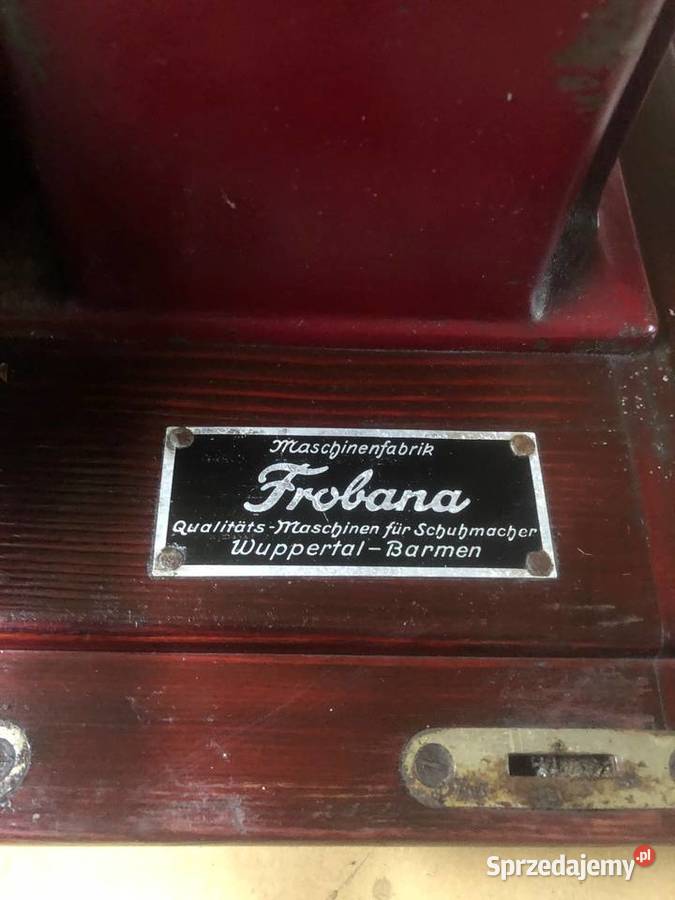 Maschinenfabrik
Frobana
Qualitäts-Maschinen für Schuhmacher
Wuppertal-Barmen
Sprzedajemy.pl